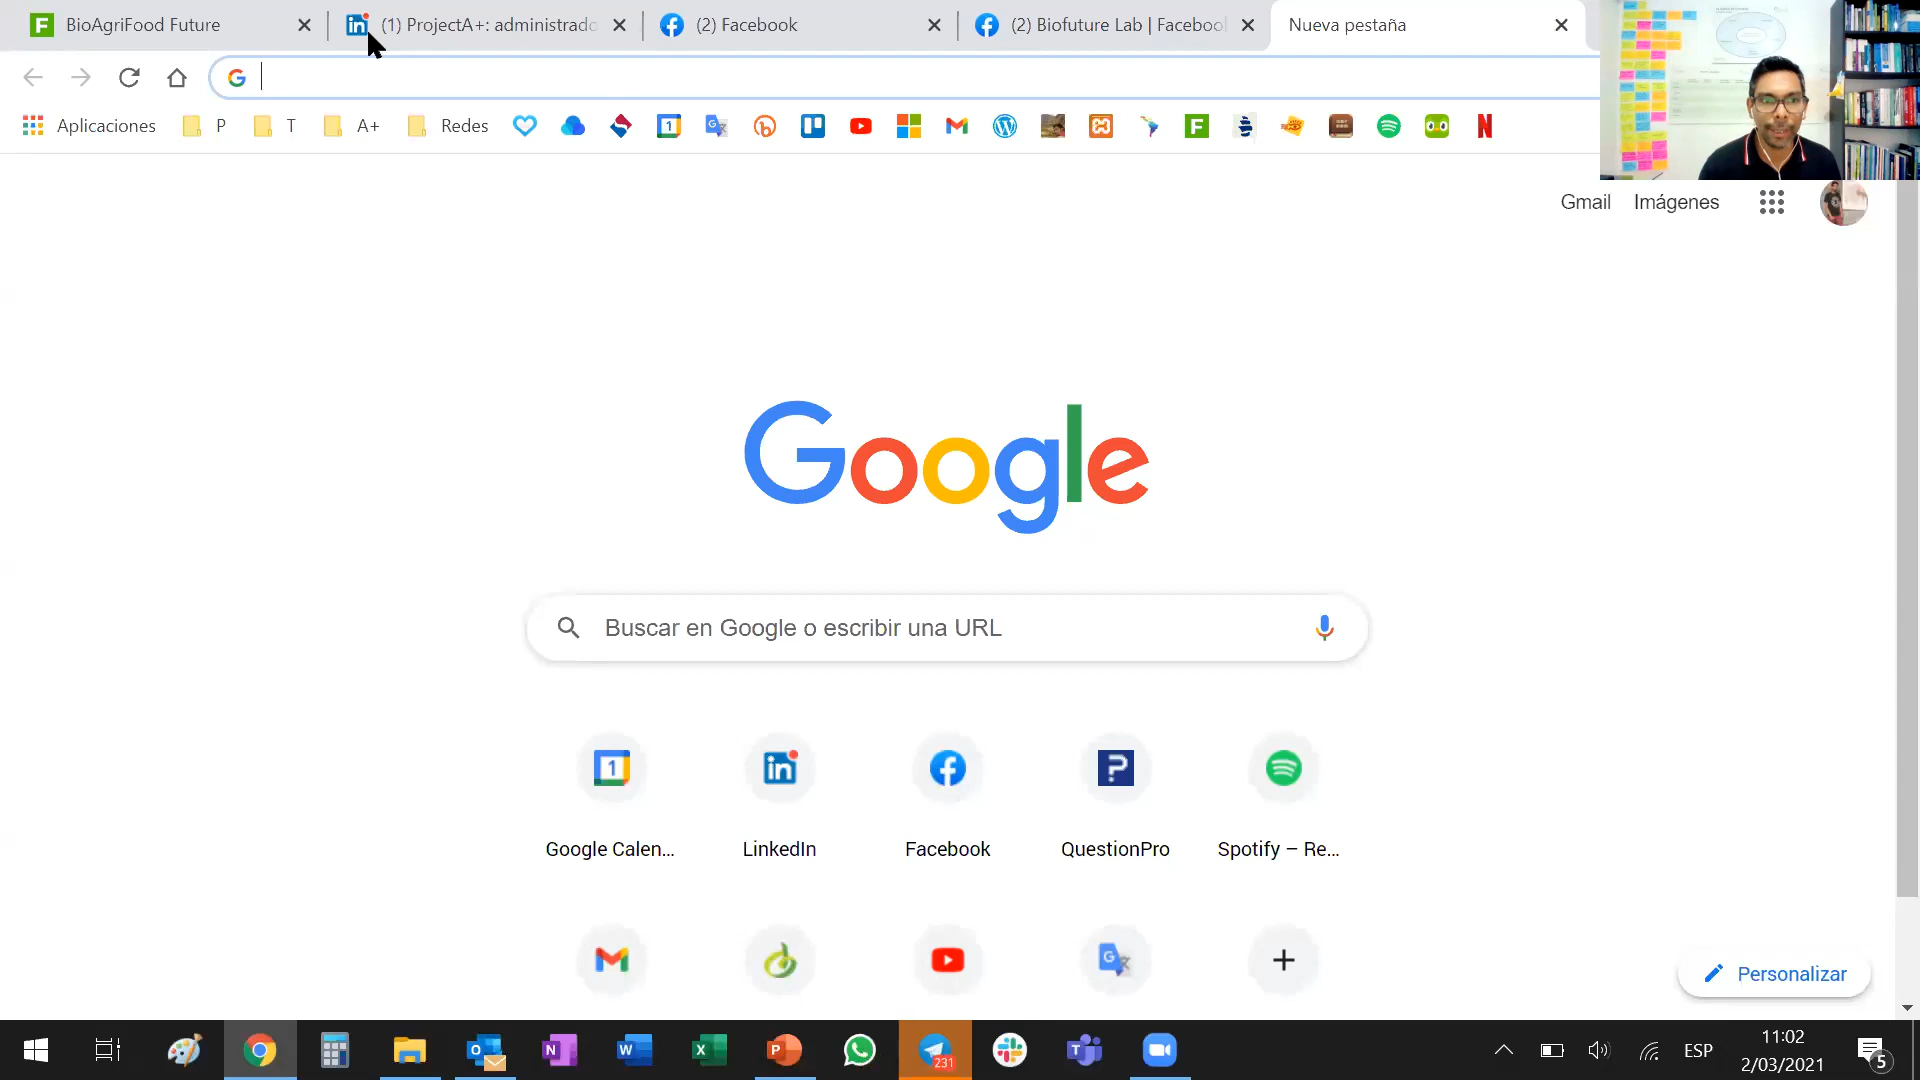 BioAgriFood Future
(1) ProjectA+: administrado
(2) Facebook
(2) Biofuture Lab | Facebook
Nueva pestaña
Aplicaciones
P
T
A+
Redes
Gmail
Imágenes
Google
Buscar en Google o escribir una URL
Google Calen...
LinkedIn
Facebook
QuestionPro
Spotify – Re...
Personalizar
231
ESP
11:02
2/03/2021
5